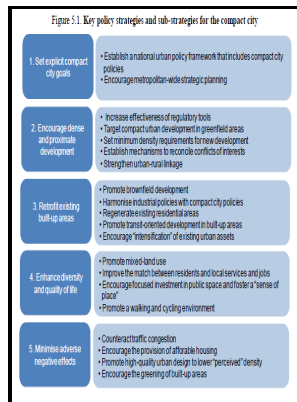 Figure 5.1. Key policy strategies and sub-strategies for the compact city
1. Set explicit compact
city goals
• Establish a national urban policy framework that includes compact city
policies
• Encourage metropolitan-wide strategic planning
2. Encourage dense
and proximate
development
• Increase effectiveness of regulatory tools
• Target compact urban development in greenfield areas
• Set minimum density requirements for new development
• Establish mechanisms to reconcile conflicts of interests
• Strengthen urban-rural linkage
3. Retrofit existing
built-up areas
• Promote brownfield development
• Harmonise industrial policies with compact city policies
• Regenerate existing residential areas
• Promote transit-oriented development in built-up areas
• Encourage "intensification" of existing urban assets
4. Enhance diversity
and quality of life
• Promote mixed-land use
• Improve the match between residents and local services and jobs
• Encourage focused investment in public space and foster a "sense of
place"
• Promote a walking and cycling environment
5. Minimise adverse
negative effects
• Counteract traffic congestion
• Encourage the provision of afforable housing
• Promote high-quality urban design to lower "perceived" density
• Encourage the greening of built-up areas